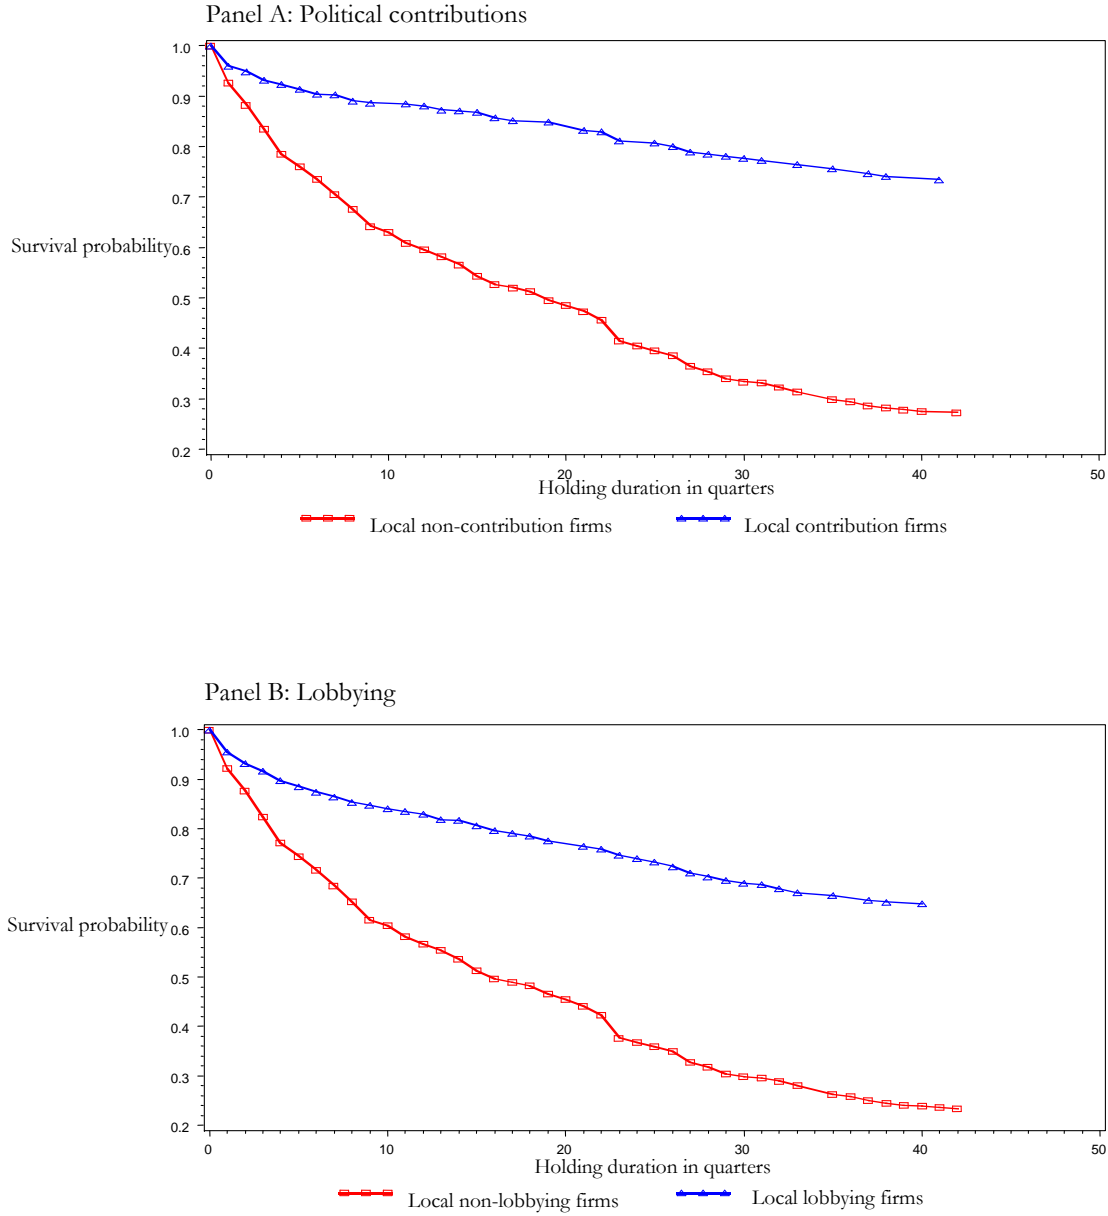 Panel A: Political contributions
1.0
0.9
0.8
0.7
Survival probability 0.6
0.5
0.4
0.3
0.2
0 10 20 30 40 50
Holding duration in quarters
Local non-contribution firms Local contribution firms
Panel B: Lobbying
1.0
0.9
0.8
0.7
Survival probability 0.6
0.5
0.4
0.3
0.2
0 10 20 30 40 50
Holding duration in quarters
Local non-lobbying firms Local lobbying firms